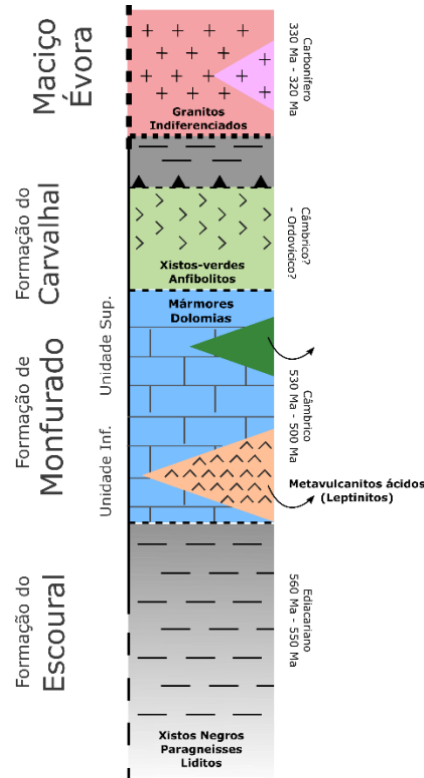 Maciço
Évora
Granitos
Indiferenciados
Carbonífero
330 Ma - 320 Ma
Formação do
Carvalhal
Xistos-verdes
Anfibolitos
Câmbrico?
- Ordovícico?
Formação de
Monfurado
Unidade Sup.
Mármores
Dolomias
Unidade Inf.
Câmbrico
530 Ma - 500 Ma
Metavulcanitos ácidos
(Leptinitos)
Formação do
Escoural
Ediacariano
560 Ma - 550 Ma
Xistos Negros
Paragneisses
Liditos